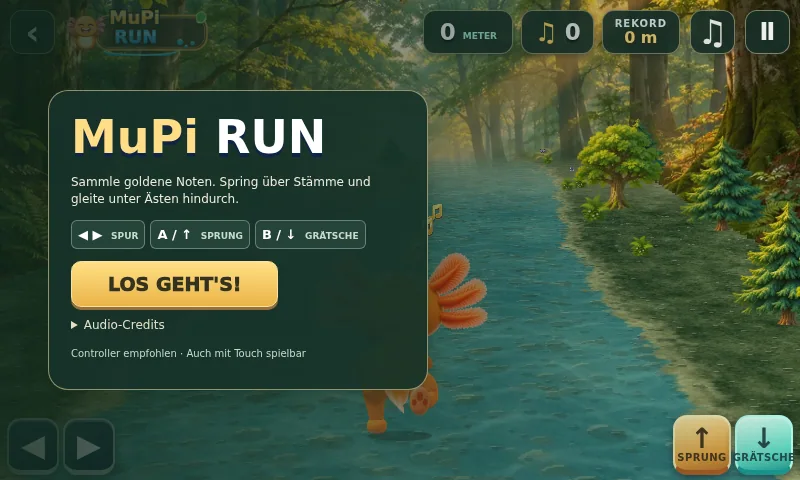 MuPi
RUN
0 METER
0
REKORD
0 m
MuPi RUN
Sammle goldene Noten. Spring über Stämme und
gleite unter Ästen hindurch.
◀ ▶ SPUR
A / ↑ SPRUNG
B / ↓ GRÄTSCHE
LOS GEHT'S!
▶ Audio-Credits
Controller empfohlen · Auch mit Touch spielbar
↑
SPRUNG
↓
GRÄTSCHE